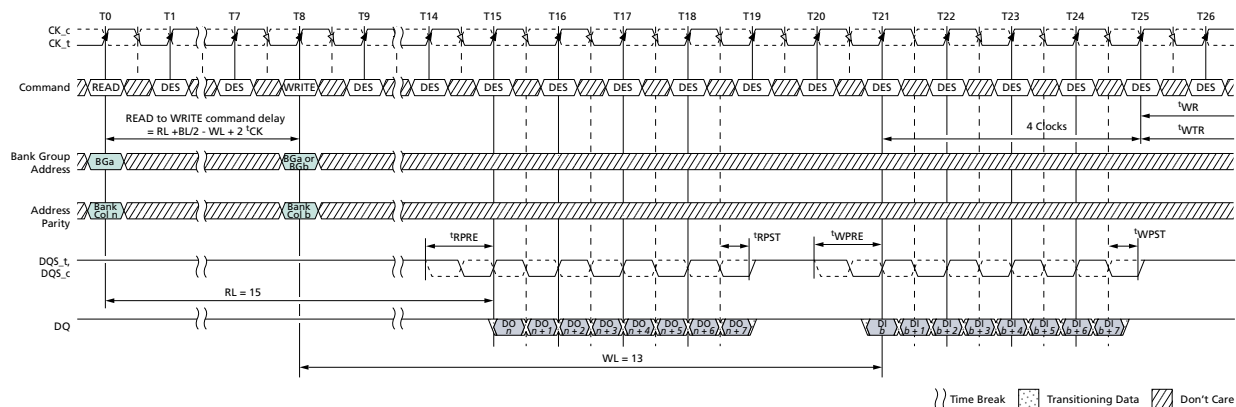 T0 T1 T7 T8 T9 T14 T15 T16 T17 T18 T19 T20 T21 T22 T23 T24 T25 T26
CK_c
CK_t
Command READ DES DES WRITE DES DES DES DES DES DES DES DES DES DES DES DES DES DES
tWR
READ to WRITE command delay
= RL +BL/2 - WL + 2 tCK
4 Clocks
tWTR
Bank Group
Address
BGa
BGa or
BGb
Address
Parity
Bank
Col n
Bank
Col b
tRPRE
tRPST
tWPRE
tWPST
DQS_t,
DQS_c
RL = 15
DQ
DO
n
DO
n + 1
DO
n + 2
DO
n + 3
DO
n + 4
DO
n + 5
DO
n + 6
DO
n + 7
DI
b
DI
b + 1
DI
b + 2
DI
b + 3
DI
b + 4
DI
b + 5
DI
b + 6
DI
b + 7
WL = 13
Time Break Transitioning Data Don't Care